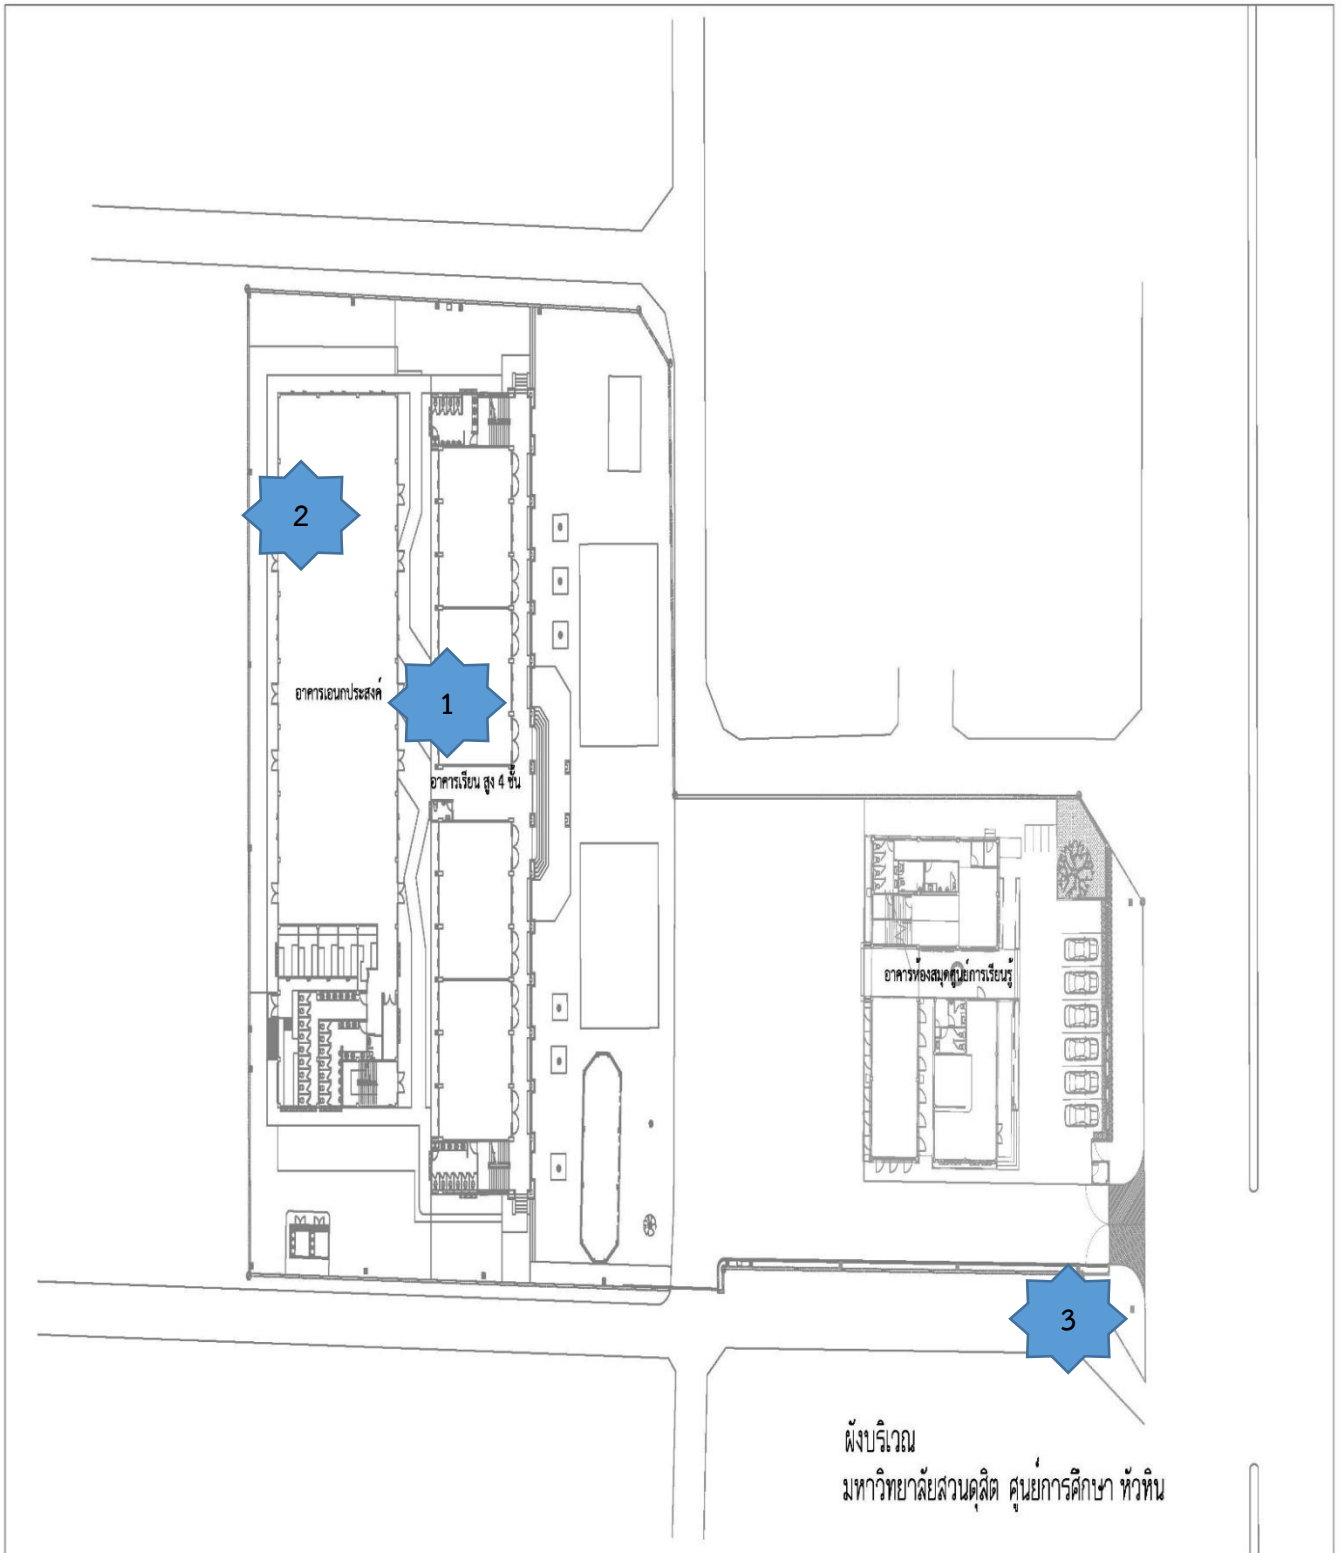 2
อาคารเอนกประสงค์
1
อาคารเรียน สูง 4 ชั้น
อาคารห้องสมุดศูนย์การเรียนรู้
3
ผังบริเวณ
มหาวิทยาลัยสวนดุสิต ศูนย์การศึกษา หัวหิน